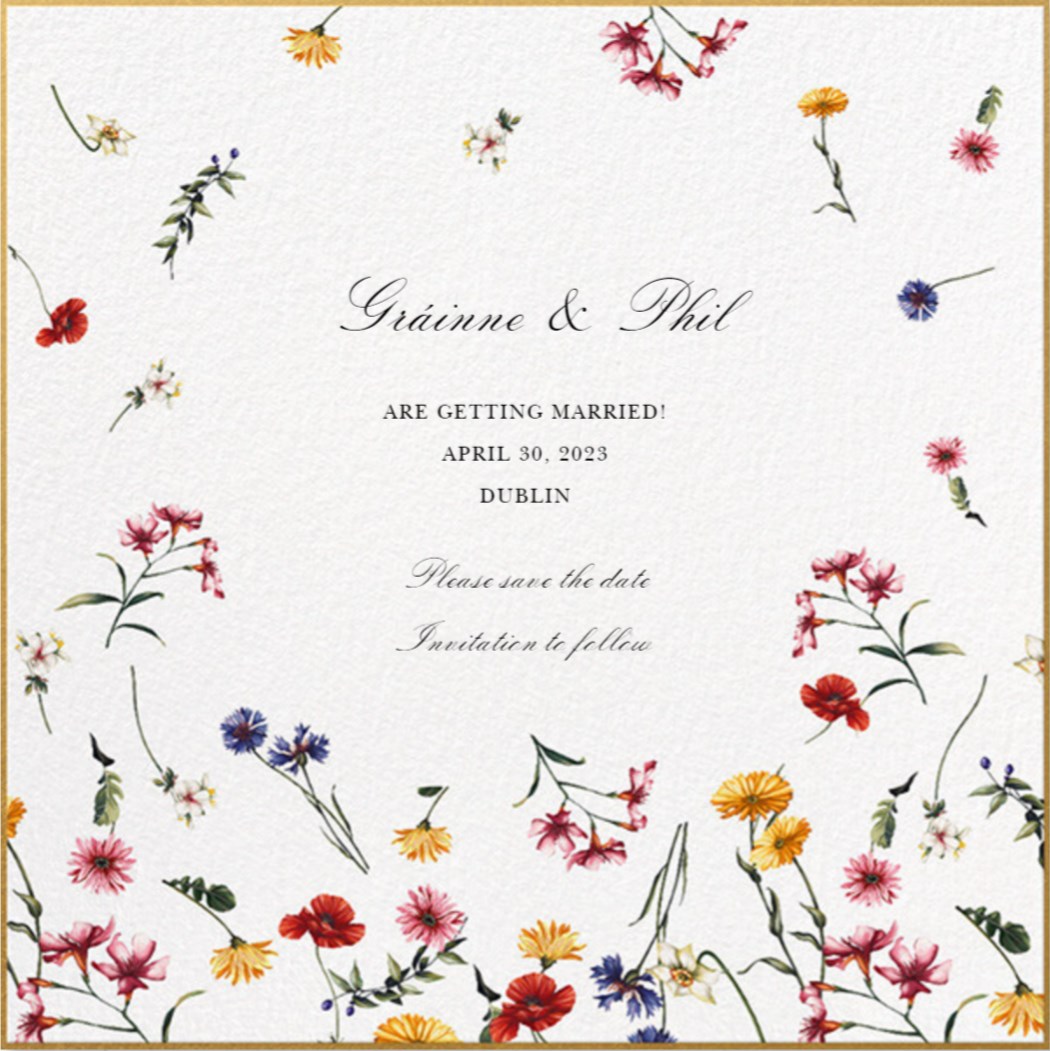 Gráinne & Phil
ARE GETTING MARRIED!
APRIL 30, 2023
DUBLIN
Please save the date
Invitation to follow